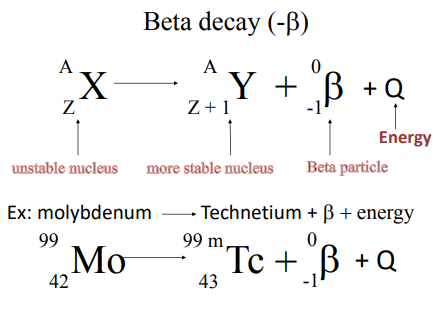 Beta decay (-β)
A A 0
X Y + β + Q
Z Z + 1 -1
Energy
unstable nucleus more stable nucleus Beta particle
Ex: molybdenum Technetium + β + energy
99 99 m 0
Mo Tc + β + Q
42 43 -1